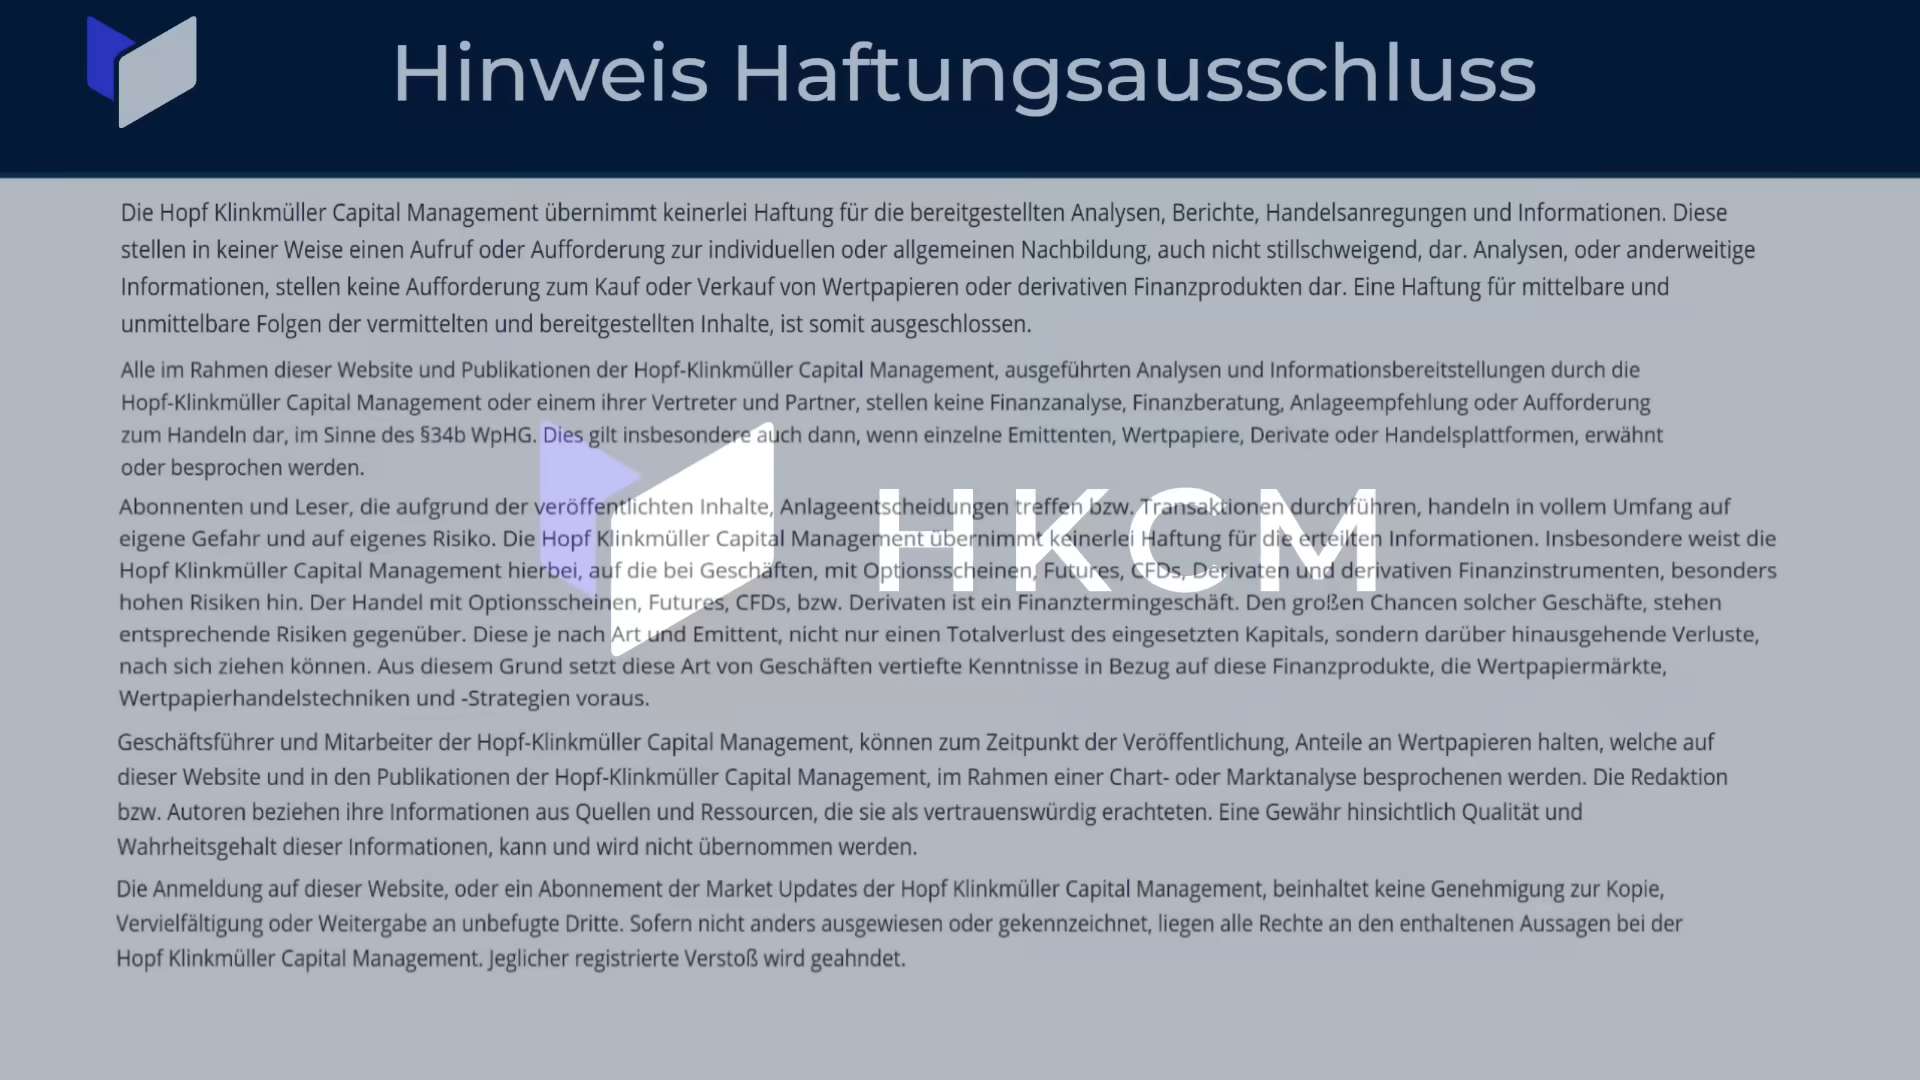 Hinweis Haftungsausschluss
Die Hopf Klinkmüller Capital Management übernimmt keinerlei Haftung für die bereitgestellten Analysen, Berichte, Handelsanregungen und Informationen. Diese
stellen in keiner Weise einen Aufruf oder Aufforderung zur individuellen oder allgemeinen Nachbildung, auch nicht stillschweigend, dar. Analysen, oder anderweitige
Informationen, stellen keine Aufforderung zum Kauf oder Verkauf von Wertpapieren oder derivativen Finanzprodukten dar. Eine Haftung für mittelbare und
unmittelbare Folgen der vermittelten und bereitgestellten Inhalte, ist somit ausgeschlossen.
Alle im Rahmen dieser Website und Publikationen der Hopf-Klinkmüller Capital Management, ausgeführten Analysen und Informationsbereitstellungen durch die
Hopf-Klinkmüller Capital Management oder einem ihrer Vertreter und Partner, stellen keine Finanzanalyse, Finanzberatung, Anlageempfehlung oder Aufforderung
zum Handeln dar, im Sinne des §34b WpHG. Dies gilt insbesondere auch dann, wenn einzelne Emittenten, Wertpapiere, Derivate oder Handelsplattformen, erwähnt
oder besprochen werden.
Abonnenten und Leser, die aufgrund der veröffentlichten Inhalte, Anlageentscheidungen treffen bzw. Transaktionen durchführen, handeln in vollem Umfang auf
eigene Gefahr und auf eigenes Risiko. Die Hopf Klinkmüller Capital Management übernimmt keinerlei Haftung für die erteilten Informationen. Insbesondere weist die
Hopf Klinkmüller Capital Management hierbei, auf die bei Geschäften, mit Optionsscheinen, Futures, CFDs, Derivaten und derivativen Finanzinstrumenten, besonders
hohen Risiken hin. Der Handel mit Optionsscheinen, Futures, CFDs, bzw. Derivaten ist ein Finanztermingeschäft. Den großen Chancen solcher Geschäfte, stehen
entsprechende Risiken gegenüber. Diese je nach Art und Emittent, nicht nur einen Totalverlust des eingesetzten Kapitals, sondern darüber hinausgehende Verluste,
nach sich ziehen können. Aus diesem Grund setzt diese Art von Geschäften vertiefte Kenntnisse in Bezug auf diese Finanzprodukte, die Wertpapiermärkte,
Wertpapierhandelstechniken und -Strategien voraus.
HKCM
Geschäftsführer und Mitarbeiter der Hopf-Klinkmüller Capital Management, können zum Zeitpunkt der Veröffentlichung, Anteile an Wertpapieren halten, welche auf
dieser Website und in den Publikationen der Hopf-Klinkmüller Capital Management, im Rahmen einer Chart- oder Marktanalyse besprochenen werden. Die Redaktion
bzw. Autoren beziehen ihre Informationen aus Quellen und Ressourcen, die sie als vertrauenswürdig erachteten. Eine Gewähr hinsichtlich Qualität und
Wahrheitsgehalt dieser Informationen, kann und wird nicht übernommen werden.
Die Anmeldung auf dieser Website, oder ein Abonnement der Market Updates der Hopf Klinkmüller Capital Management, beinhaltet keine Genehmigung zur Kopie,
Vervielfältigung oder Weitergabe an unbefugte Dritte. Sofern nicht anders ausgewiesen oder gekennzeichnet, liegen alle Rechte an den enthaltenen Aussagen bei der
Hopf Klinkmüller Capital Management. Jeglicher registrierte Verstoß wird geahndet.